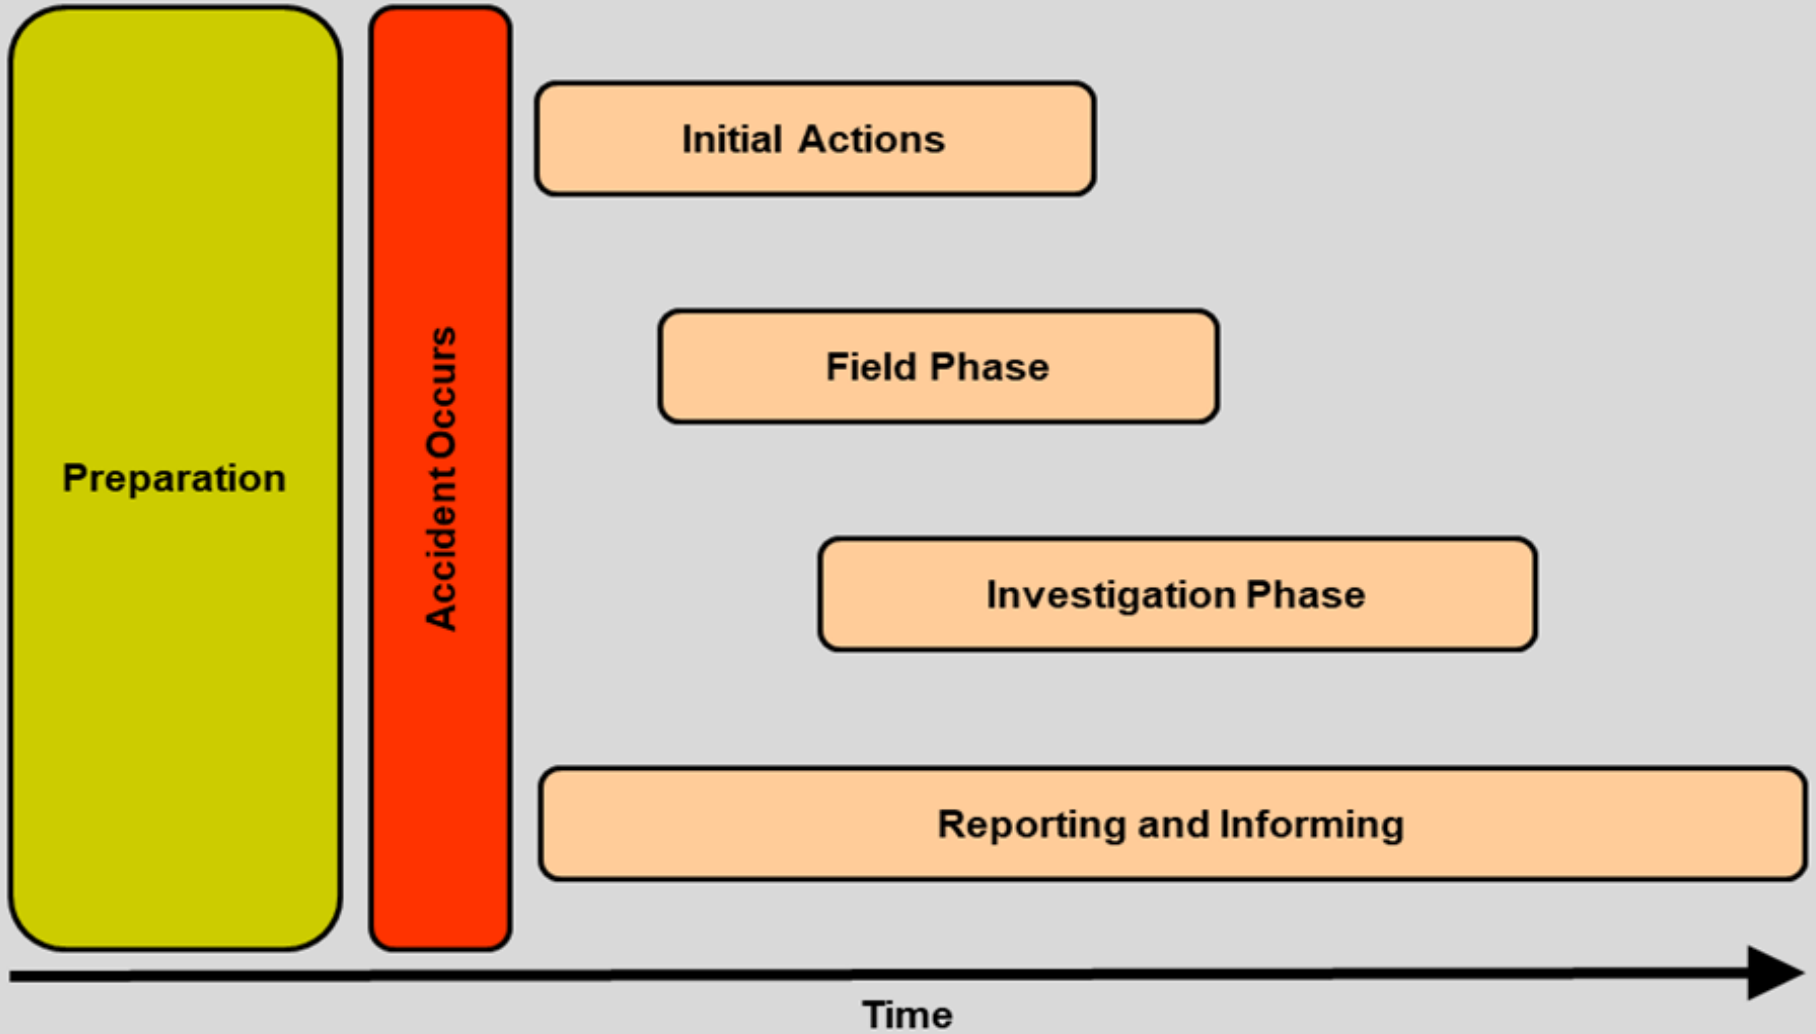 Preparation
Accident Occurs
Initial Actions
Field Phase
Investigation Phase
Reporting and Informing
Time